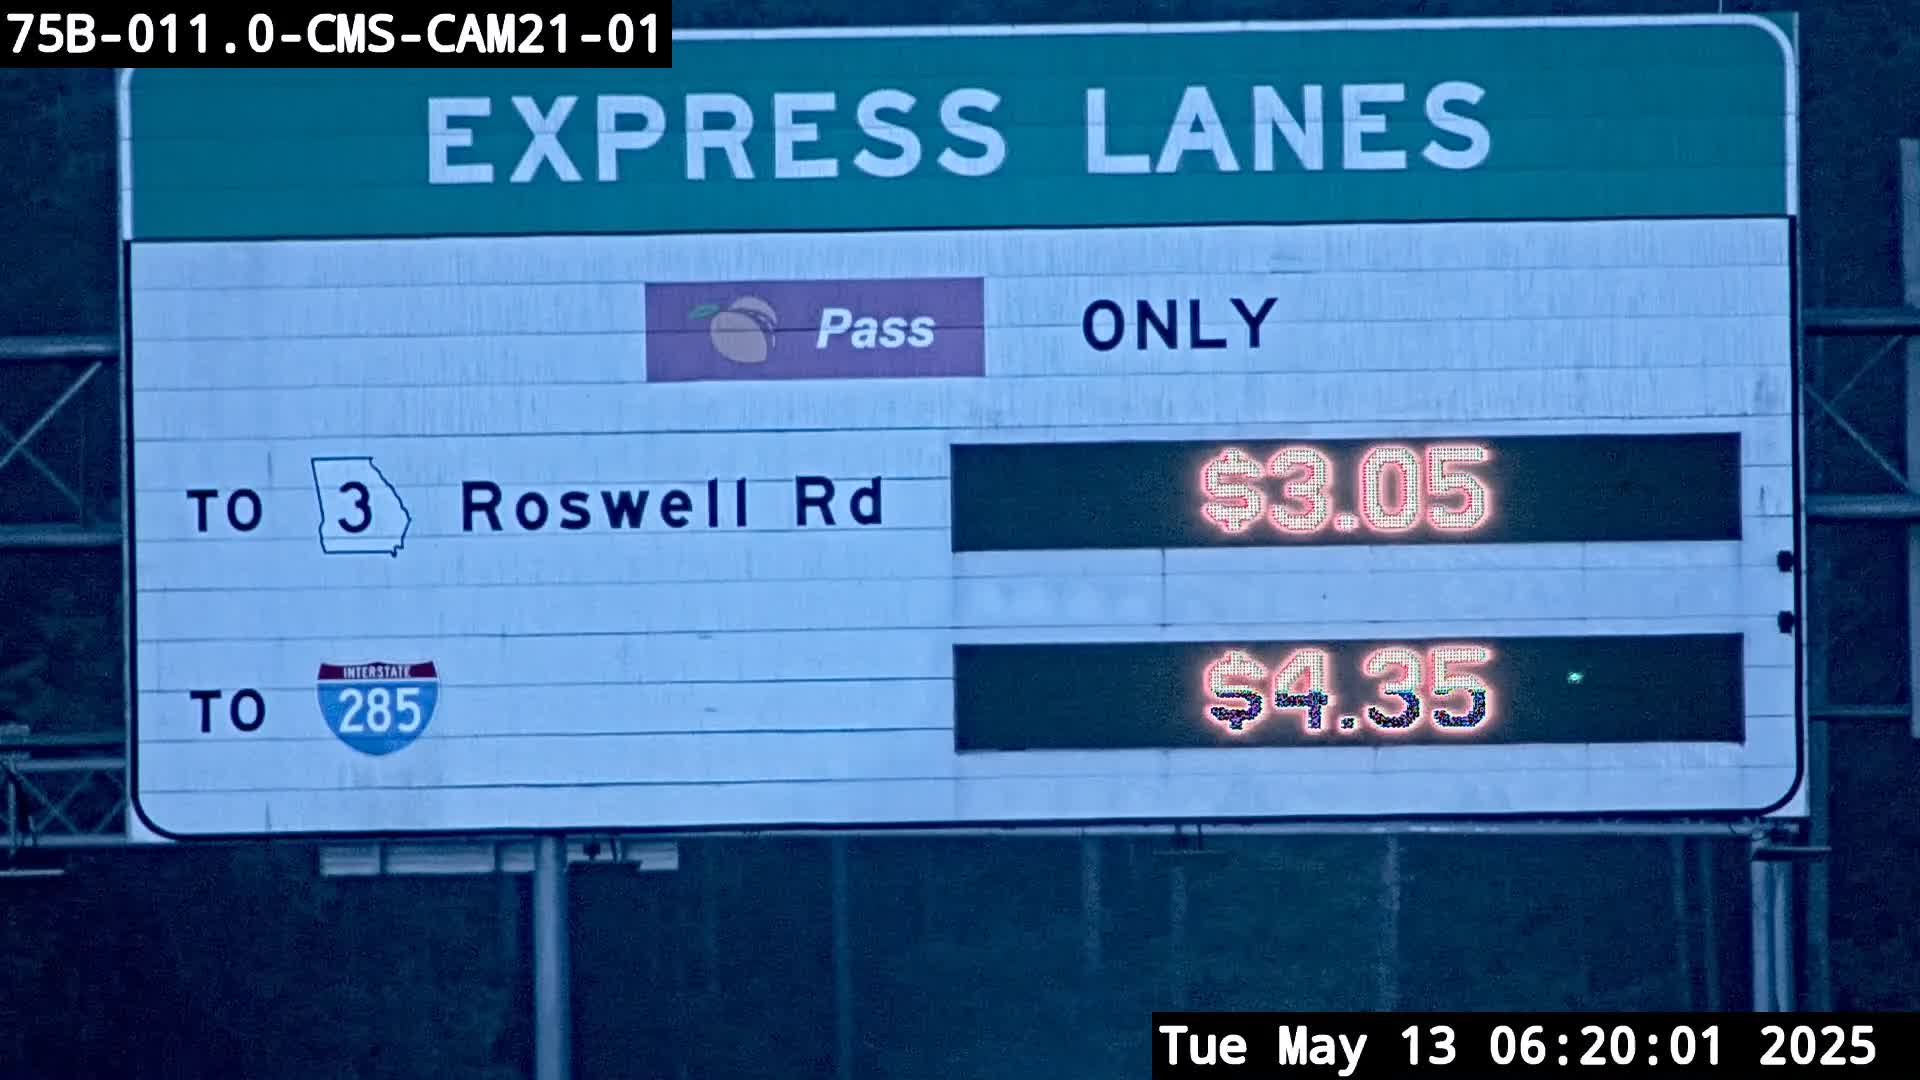 75B-011.0-CMS-CAM21-01
EXPRESS LANES
Pass ONLY
TO 3 Roswell Rd $3.05
INTERSTATE
TO 285 $4.35
Tue May 13 06:20:01 2025